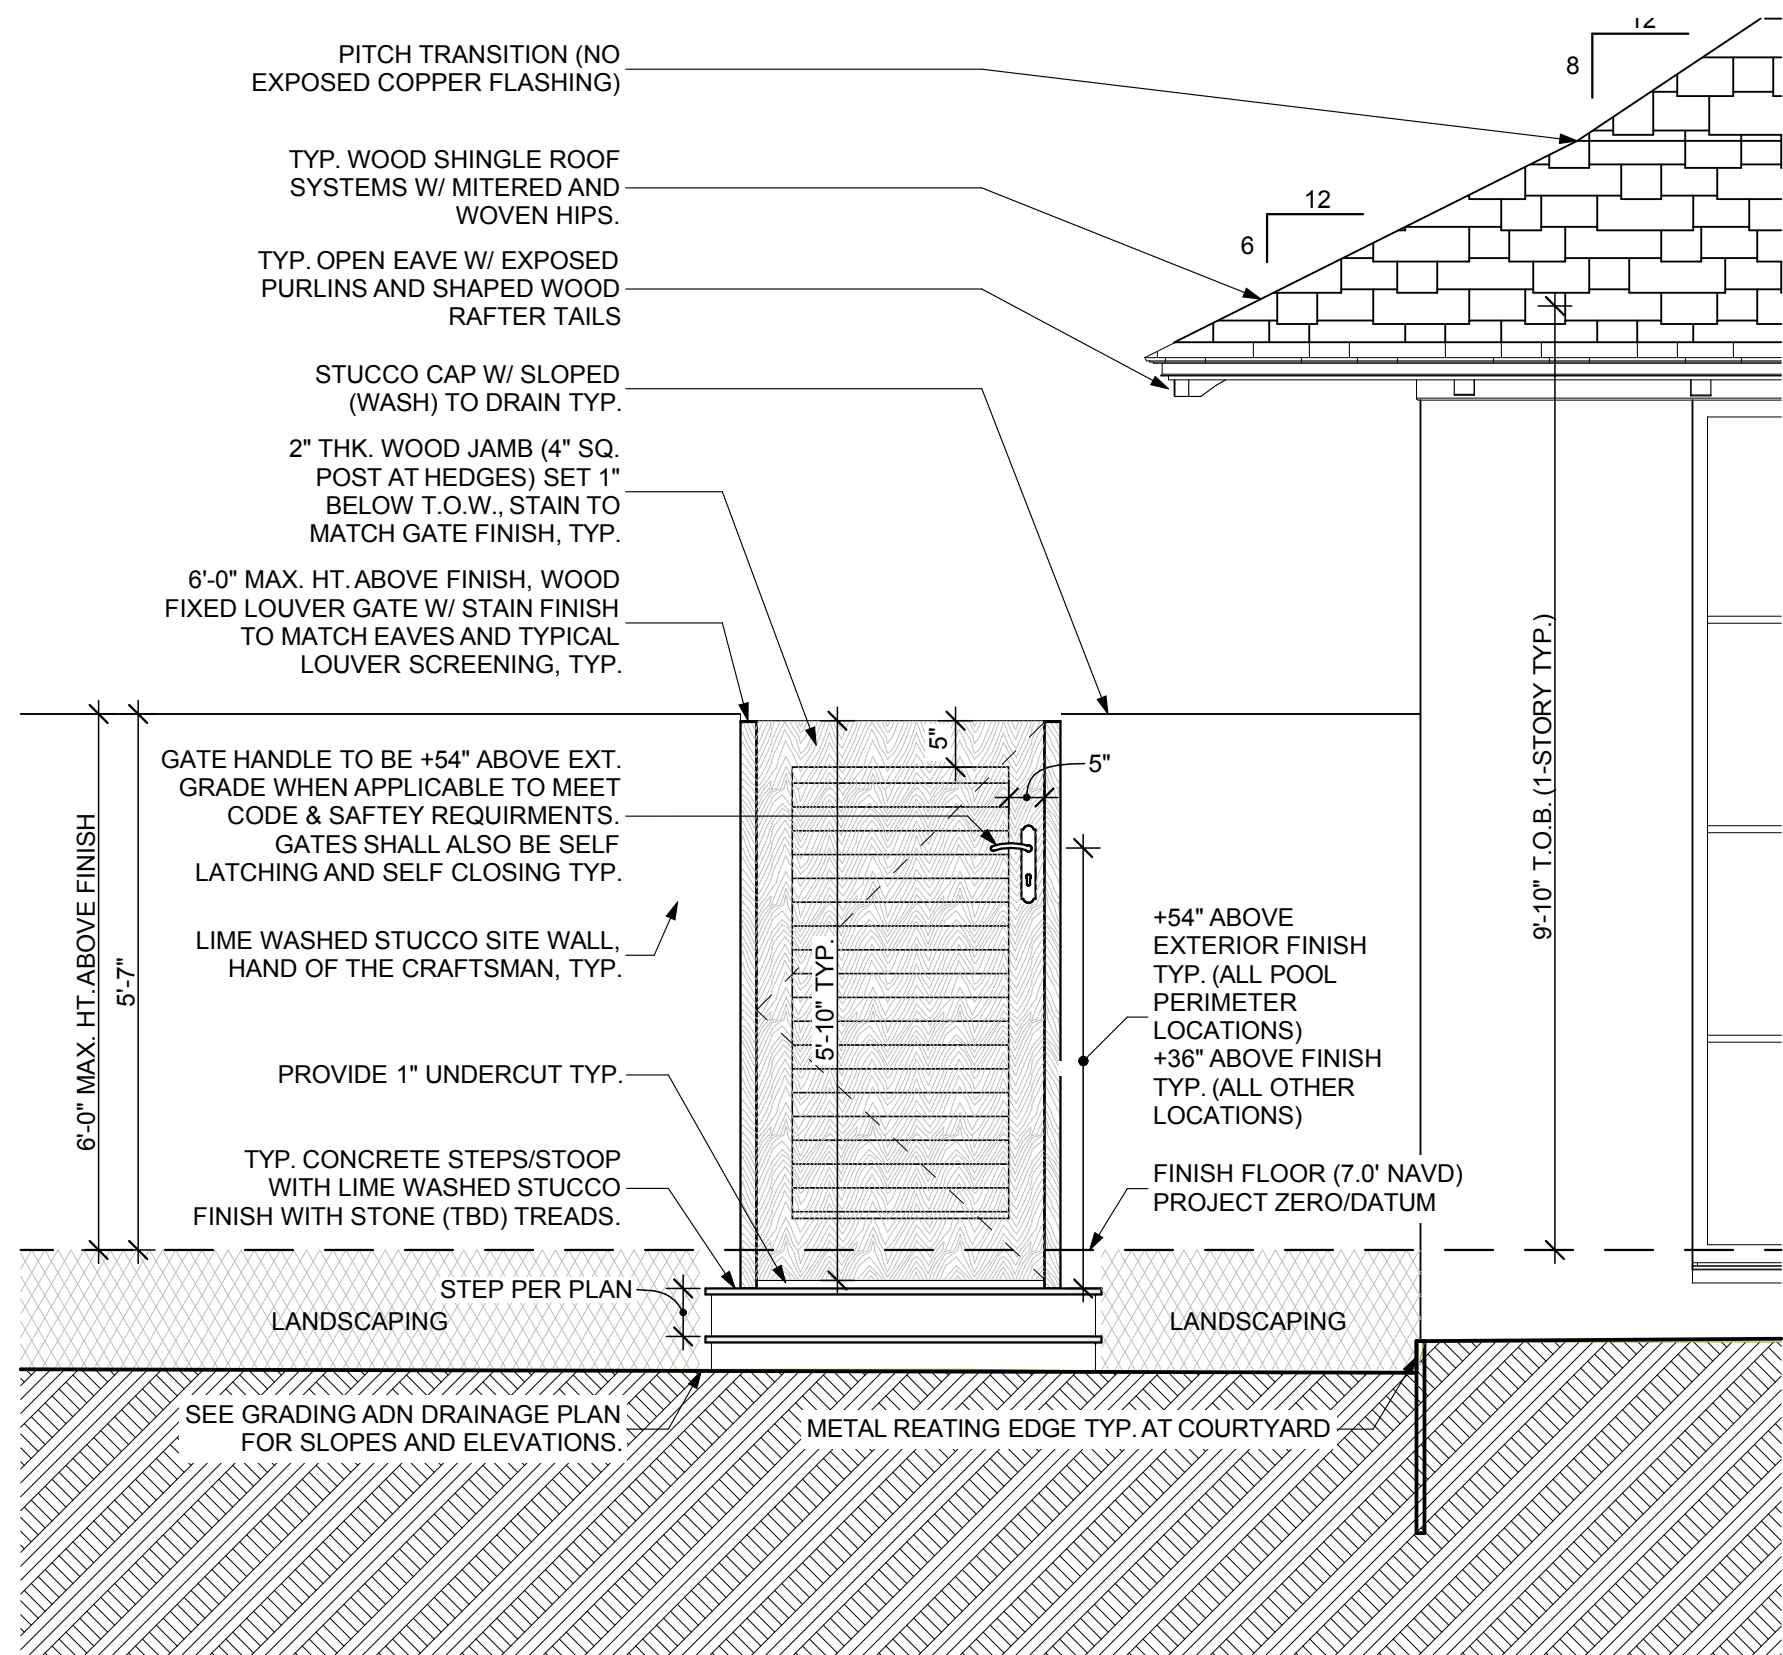 PITCH TRANSITION (NO
EXPOSED COPPER FLASHING)
12
8
TYP. WOOD SHINGLE ROOF
SYSTEMS W/ MITERED AND
WOVEN HIPS.
12
6
TYP. OPEN EAVE W/ EXPOSED
PURLINS AND SHAPED WOOD
RAFTER TAILS
STUCCO CAP W/ SLOPED
(WASH) TO DRAIN TYP.
2" THK. WOOD JAMB (4" SQ.
POST AT HEDGES) SET 1"
BELOW T.O.W., STAIN TO
MATCH GATE FINISH, TYP.
6'-0" MAX. HT. ABOVE FINISH, WOOD
FIXED LOUVER GATE W/ STAIN FINISH
TO MATCH EAVES AND TYPICAL
LOUVER SCREENING, TYP.
GATE HANDLE TO BE +54" ABOVE EXT.
GRADE WHEN APPLICABLE TO MEET
CODE & SAFTEY REQUIRMENTS.
GATES SHALL ALSO BE SELF
LATCHING AND SELF CLOSING TYP.
LIME WASHED STUCCO SITE WALL,
HAND OF THE CRAFTSMAN, TYP.
PROVIDE 1" UNDERCUT TYP.
TYP. CONCRETE STEPS/STOOP
WITH LIME WASHED STUCCO
FINISH WITH STONE (TBD) TREADS.
6'-0" MAX. HT. ABOVE FINISH
5'-7"
5'-10" TYP.
5"
5"
9'-10" T.O.B. (1-STORY TYP.)
+54" ABOVE
EXTERIOR FINISH
TYP. (ALL POOL
PERIMETER
LOCATIONS)
+36" ABOVE FINISH
TYP. (ALL OTHER
LOCATIONS)
FINISH FLOOR (7.0' NAVD)
PROJECT ZERO/DATUM
STEP PER PLAN
LANDSCAPING
LANDSCAPING
SEE GRADING ADN DRAINAGE PLAN
FOR SLOPES AND ELEVATIONS.
METAL REATING EDGE TYP. AT COURTYARD